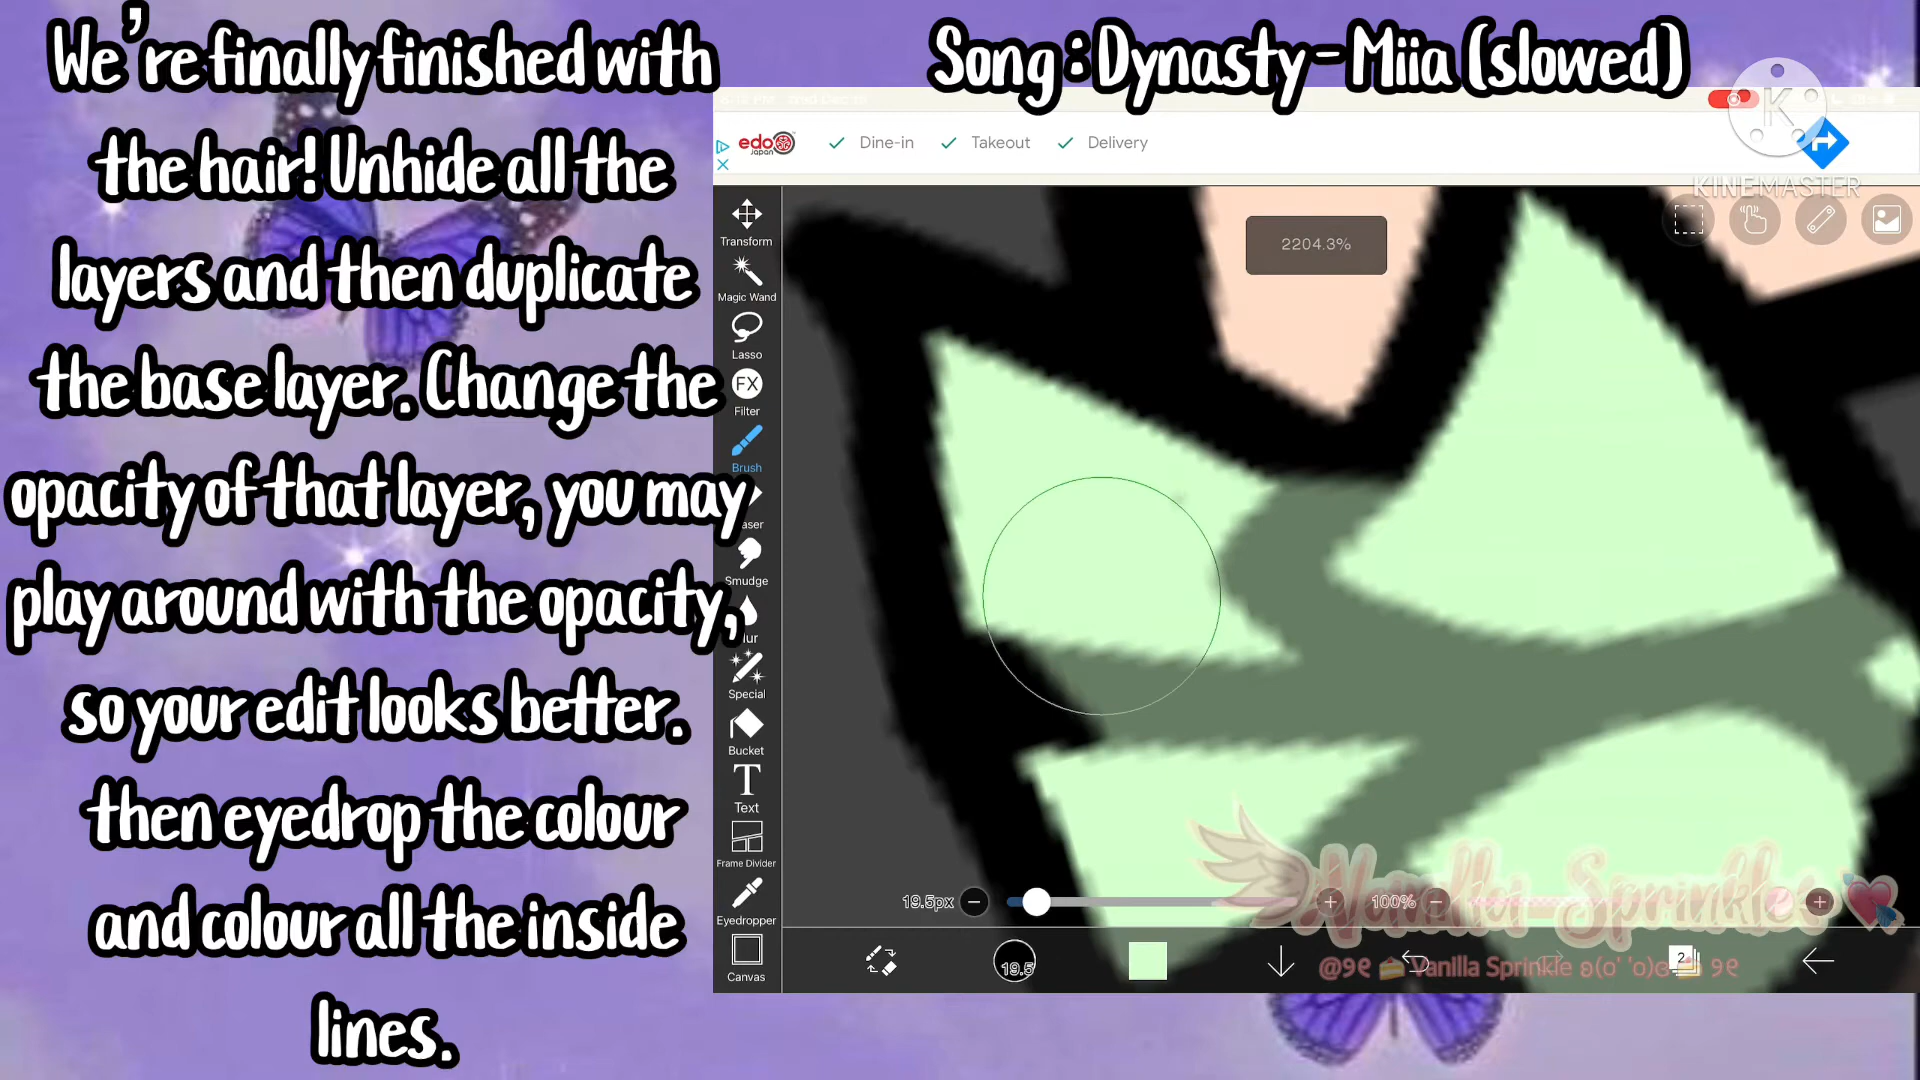 We're finally finished with
the hair! Unhide all the
layers and then duplicate
the base layer. Change the
opacity of that layer, you may
play around with the opacity,
so your edit looks better.
then eyedrop the colour
and colour all the inside
lines.
Song : Dynasty - Miia (slowed)
KINEMASTER
edo
Japan
Dine-in
Takeout
Delivery
2204.3%
Transform
Magic Wand
Lasso
FX
Filter
Brush
aser
Smudge
ur
Special
Bucket
T
Text
Frame Divider
Eyedropper
Canvas
19.5px
100%
19.5
2
Sprinkles
Vanilla Sprinkle